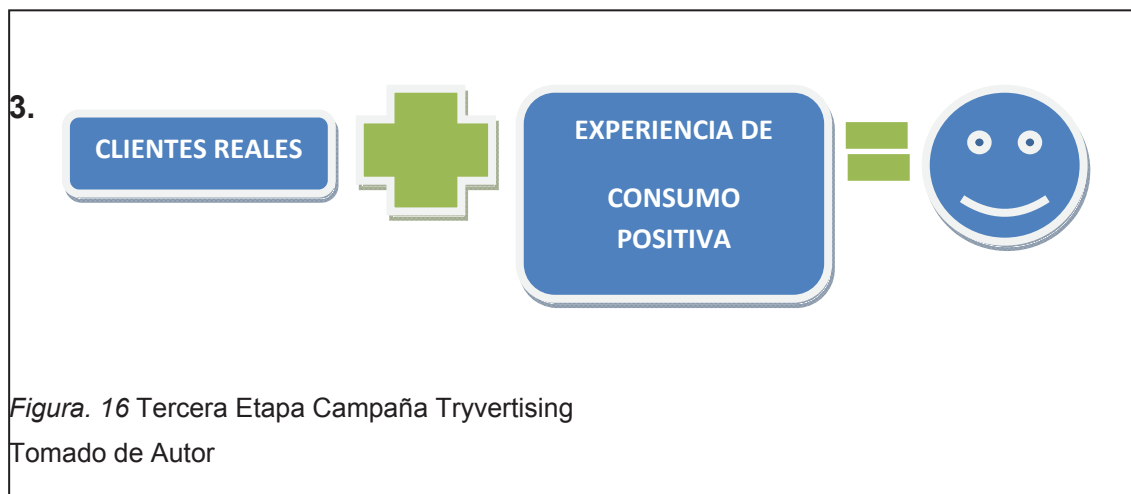 3.
CLIENTES REALES
EXPERIENCIA DE
CONSUMO
POSITIVA
Figura. 16 Tercera Etapa Campaña Tryvertising
Tomado de Autor